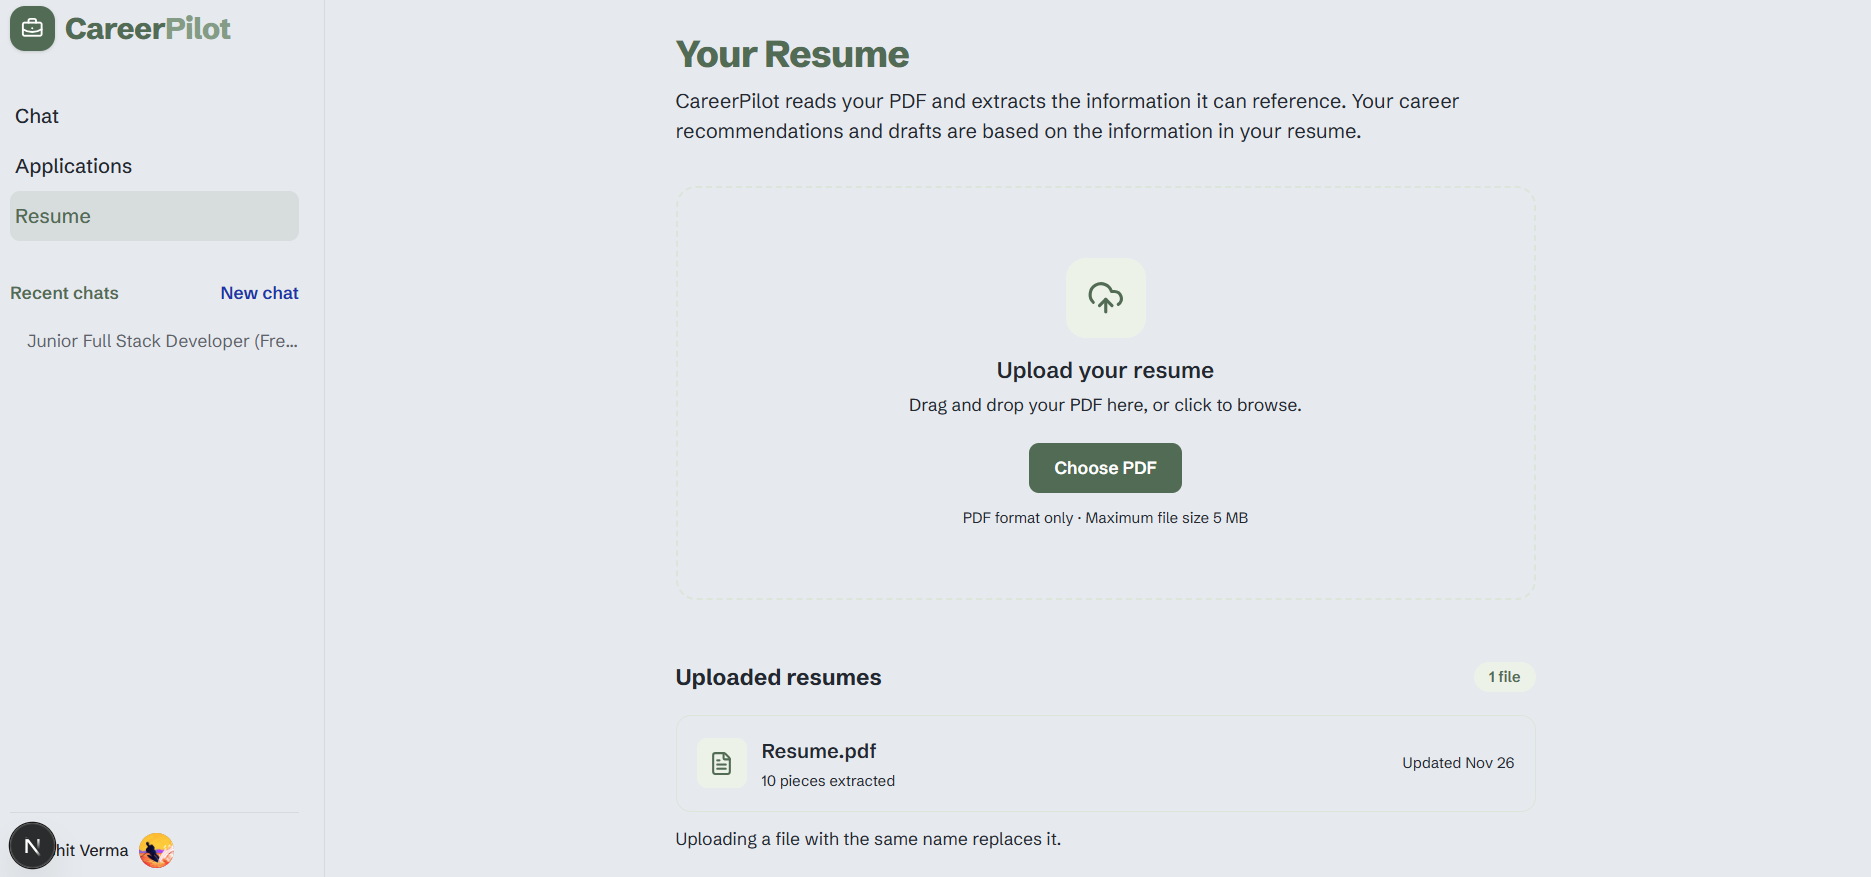 CareerPilot
Chat
Applications
Resume
Recent chats
New chat
Junior Full Stack Developer (Fre...
N
hit Verma
Your Resume
CareerPilot reads your PDF and extracts the information it can reference. Your career
recommendations and drafts are based on the information in your resume.
Upload your resume
Drag and drop your PDF here, or click to browse.
Choose PDF
PDF format only · Maximum file size 5 MB
Uploaded resumes
1 file
Resume.pdf
10 pieces extracted
Updated Nov 26
Uploading a file with the same name replaces it.